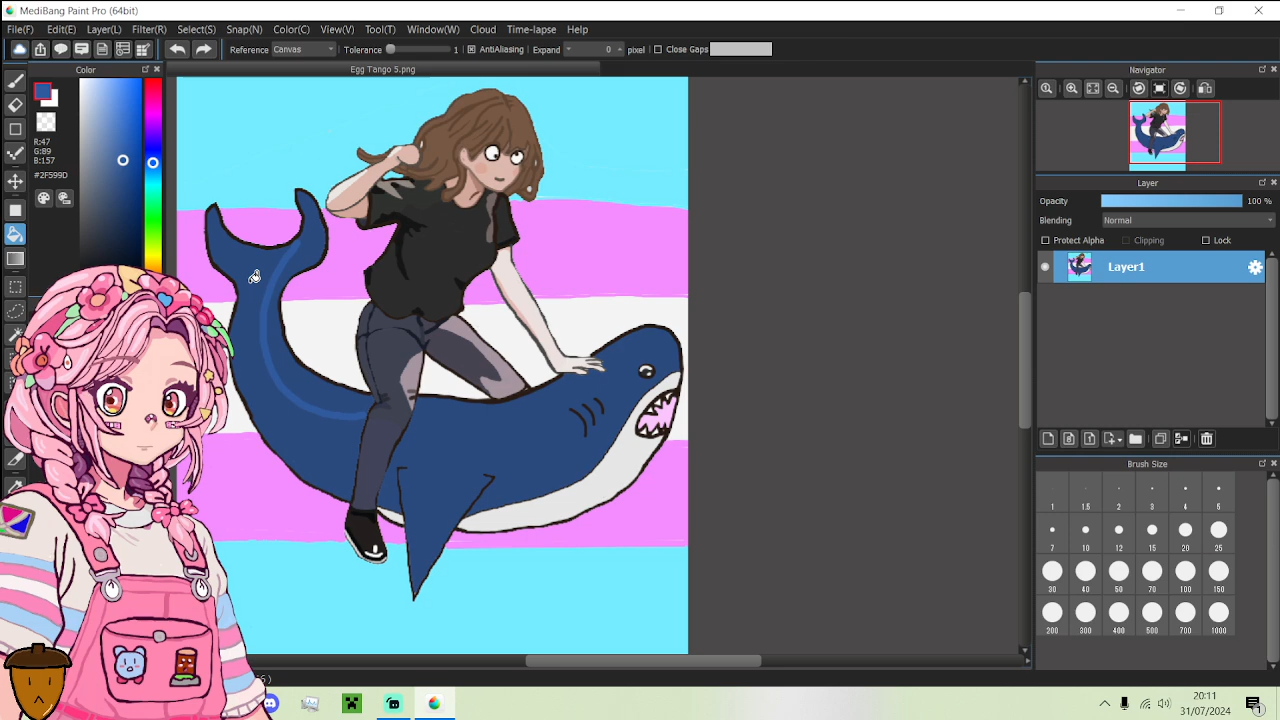 MediBang Paint Pro (64bit)
File(F) Edit(E) Layer(L) Filter(R) Select(S) Snap(N) Color(C) View(V) Tool(T) Window(W) Cloud Time-lapse Help
Reference Canvas Tolerance 1 AntiAliasing Expand 0 pixel Close Gaps
Color
Egg Tango 5.png
Navigator
R:47
G:89
B:157
#2F599D
Layer
Opacity 100 %
Blending Normal
Protect Alpha Clipping Lock
Layer1
Brush Size
1 1.5 2 3 4 5
7 10 12 15 20 25
30 40 50 70 100 150
200 300 400 500 700 1000
20:11
31/07/2024